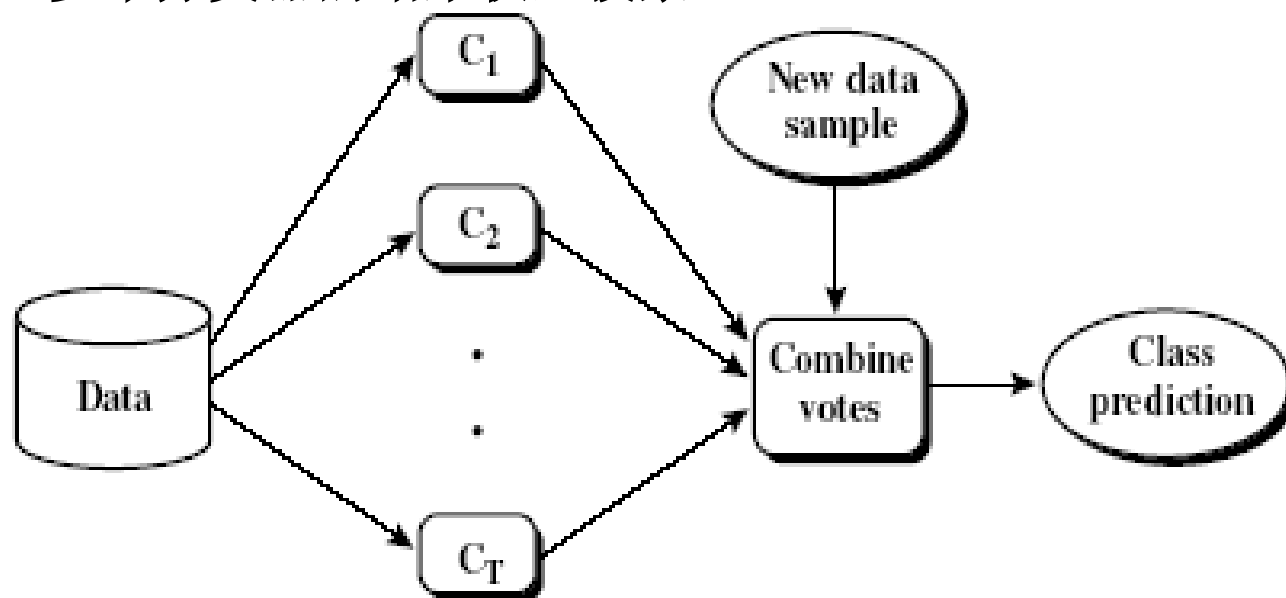 C1
New data
sample
C2
Data
.
.
Combine
votes
Class
prediction
CT